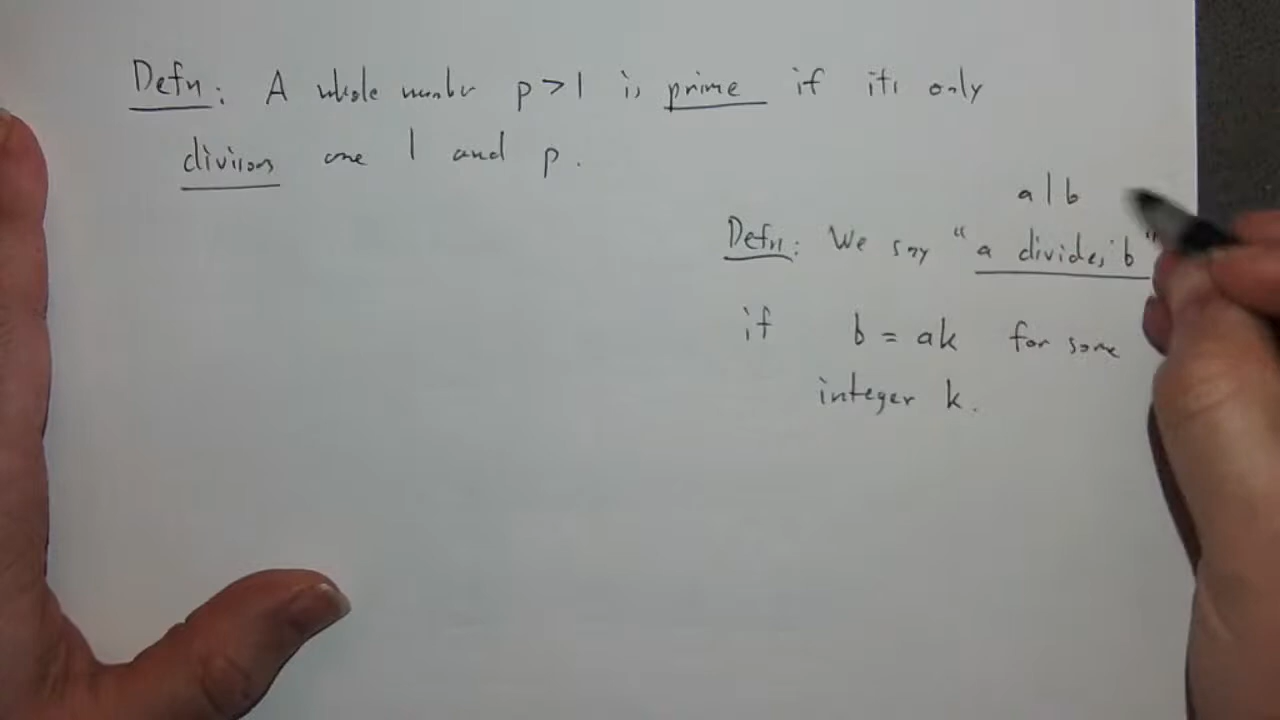 Defn: A whole number p > 1 is prime if its only
divisors are 1 and p.
a | b
Defn: We say "a divides b"
if b = ak for some
integer k.